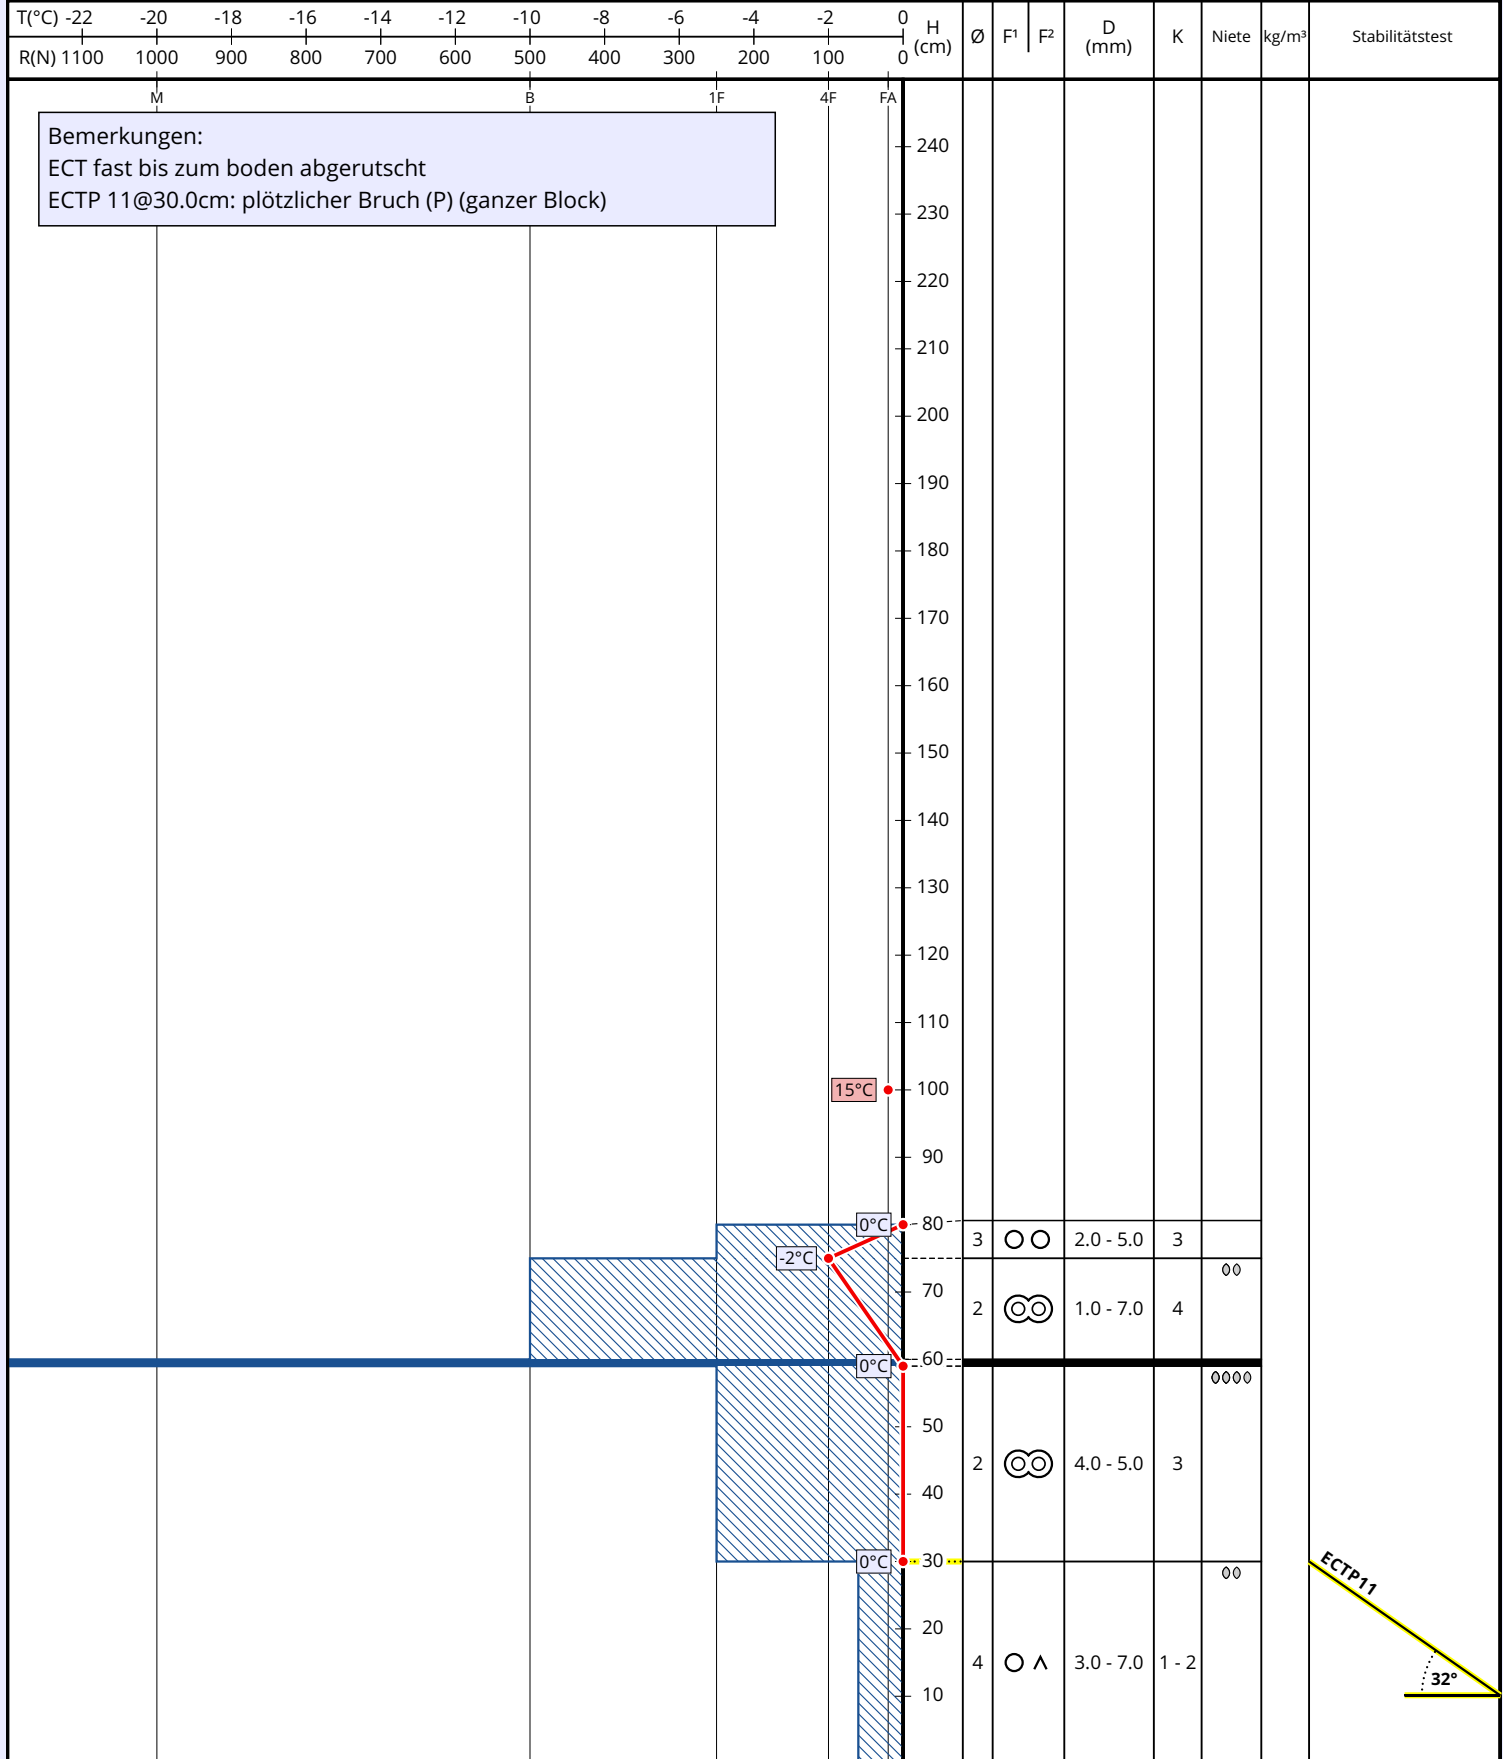 T(°C) -22 -20 -18 -16 -14 -12 -10 -8 -6 -4 -2 0
R(N) 1100 1000 900 800 700 600 500 400 300 200 100 0
H (cm) Ø F¹ F² D (mm) K Niete kg/m³ Stabilitätstest
M B 1F 4F FA
Bemerkungen:
ECT fast bis zum boden abgerutscht
ECTP 11@30.0cm: plötzlicher Bruch (P) (ganzer Block)
240
230
220
210
200
190
180
170
160
150
140
130
120
110
15°C 100
90
0°C 80
3 2.0 - 5.0 3
-2°C
70
2 1.0 - 7.0 4
0°C 60
50
2 4.0 - 5.0 3
40
0°C 30
ECTP11
20
4 3.0 - 7.0 1 - 2
32°
10